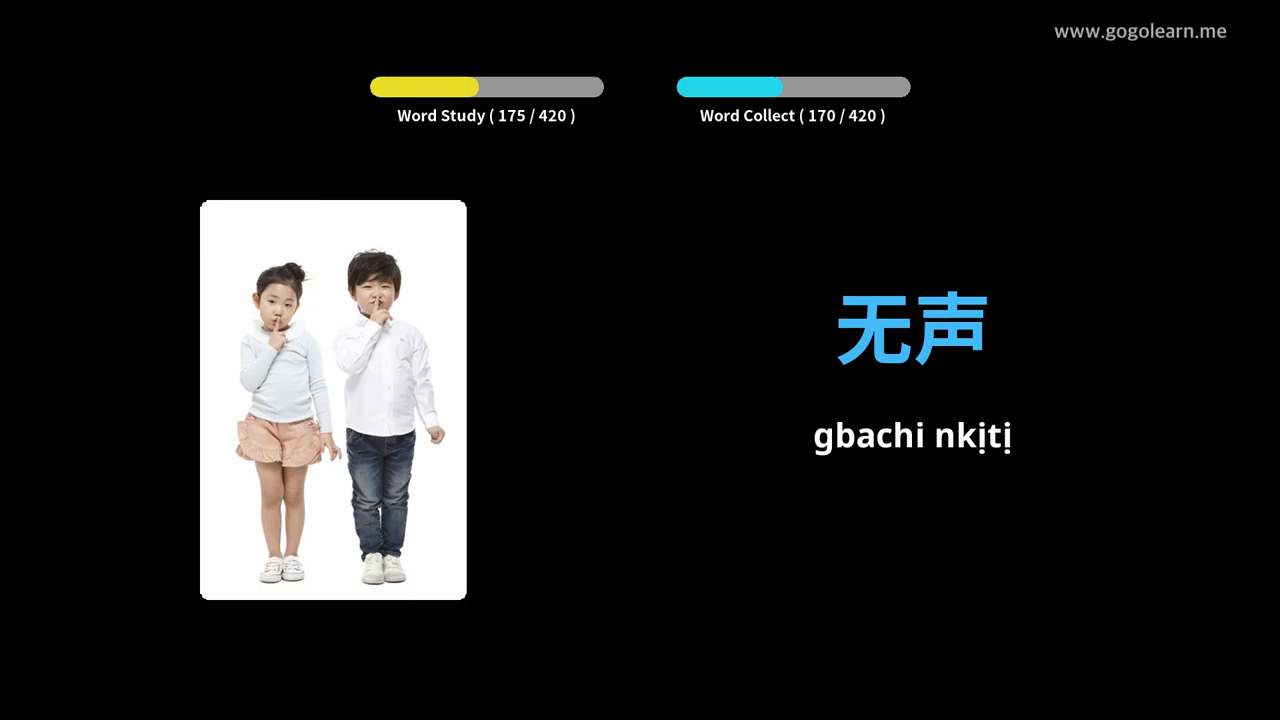 www.gogolearn.me
Word Study ( 175 / 420 )
Word Collect ( 170 / 420 )
无声
gbachi nkịtị